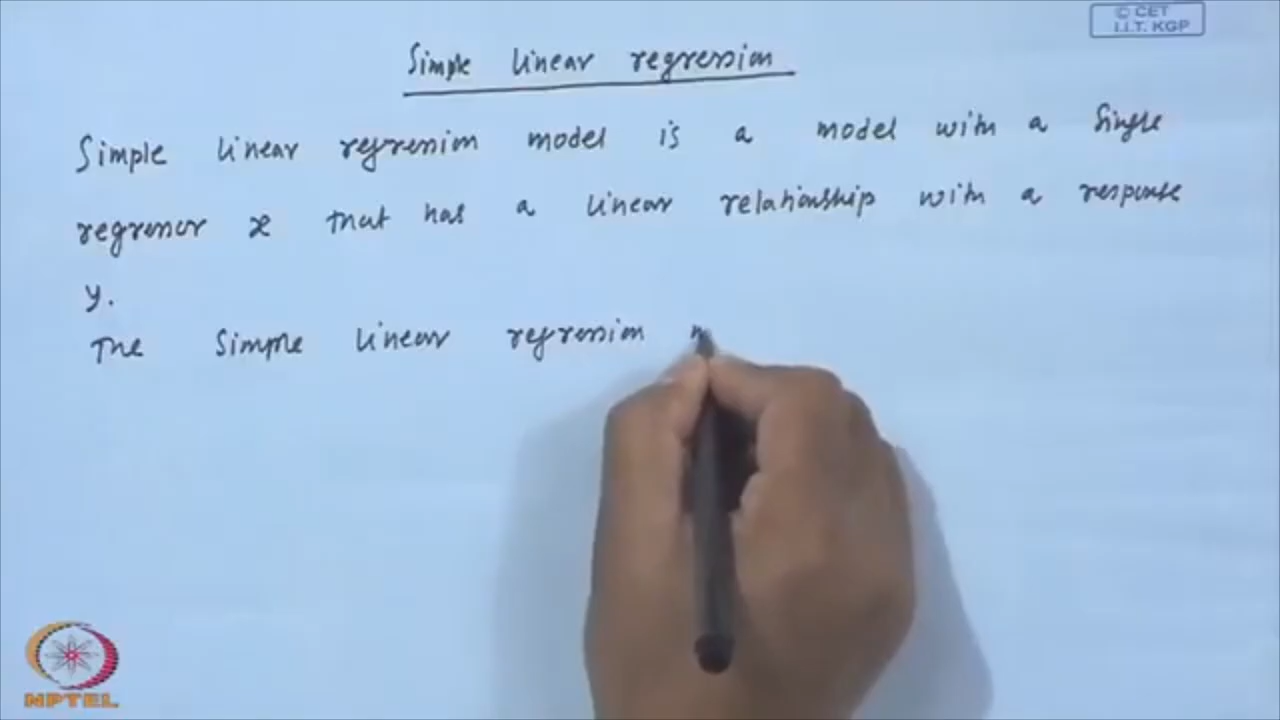 © CET
I.I.T. KGP
Simple linear regression
Simple linear regression model is a model with a Single
regressor x that has a linear relationship with a response
y.
The Simple linear regression m
NPTEL